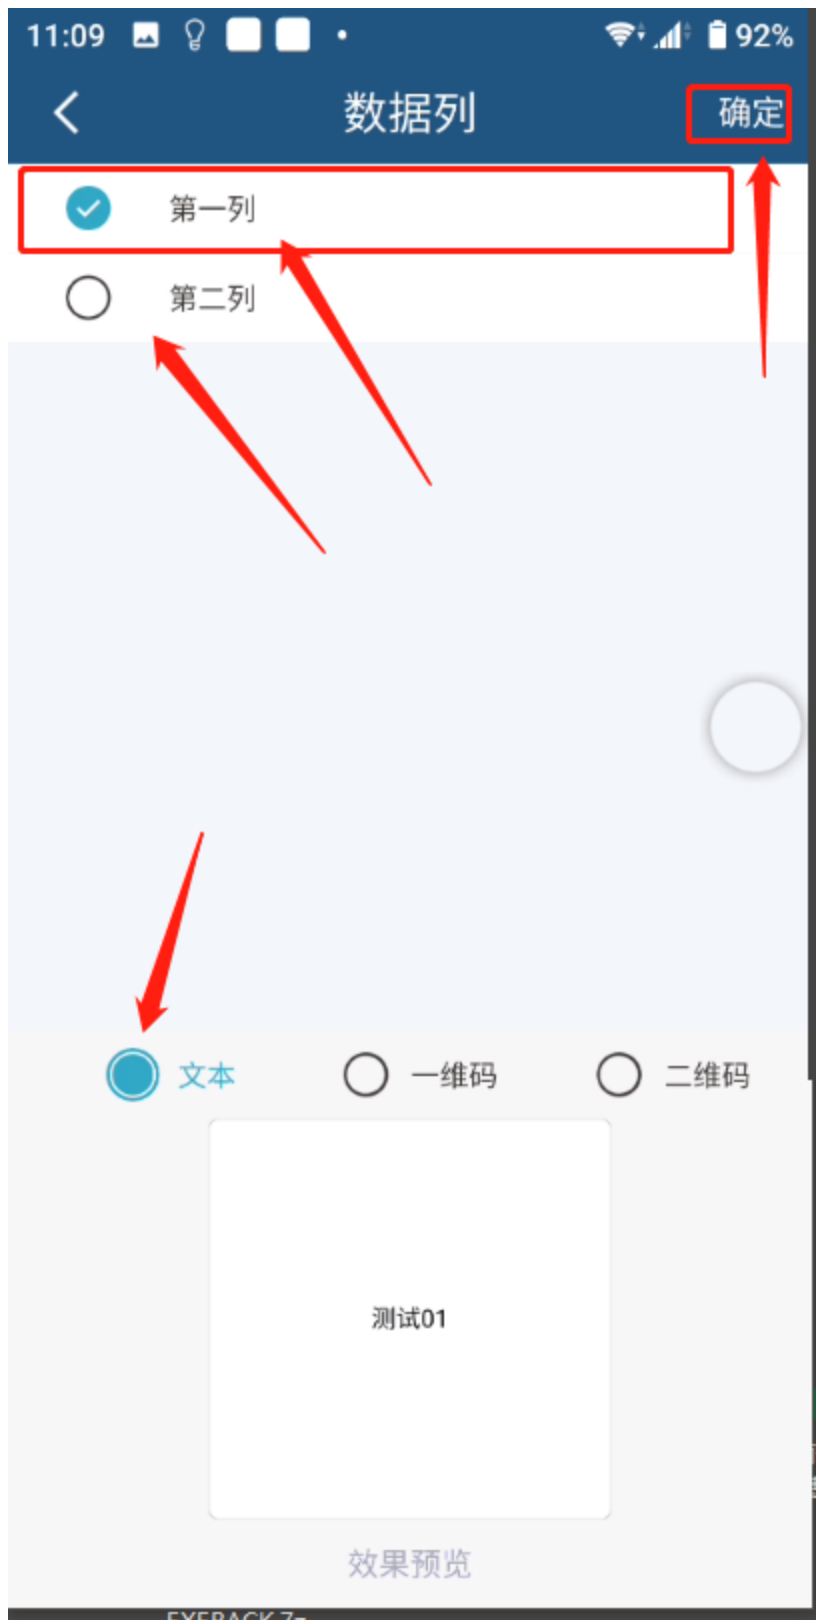 11:09 92%
数据列 确定
第一列
第二列
文本 一维码 二维码
测试01
效果预览